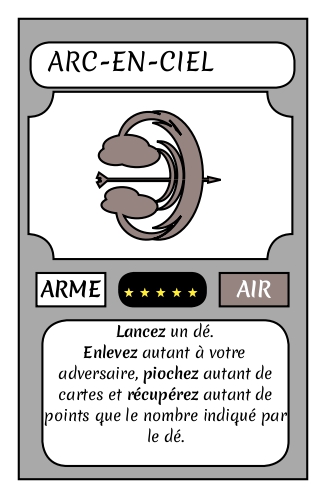 ARC-EN-CIEL
ARME
AIR
Lancez un dé.
Enlevez autant à votre
adversaire, piochez autant de
cartes et récupérez autant de
points que le nombre indiqué par
le dé.